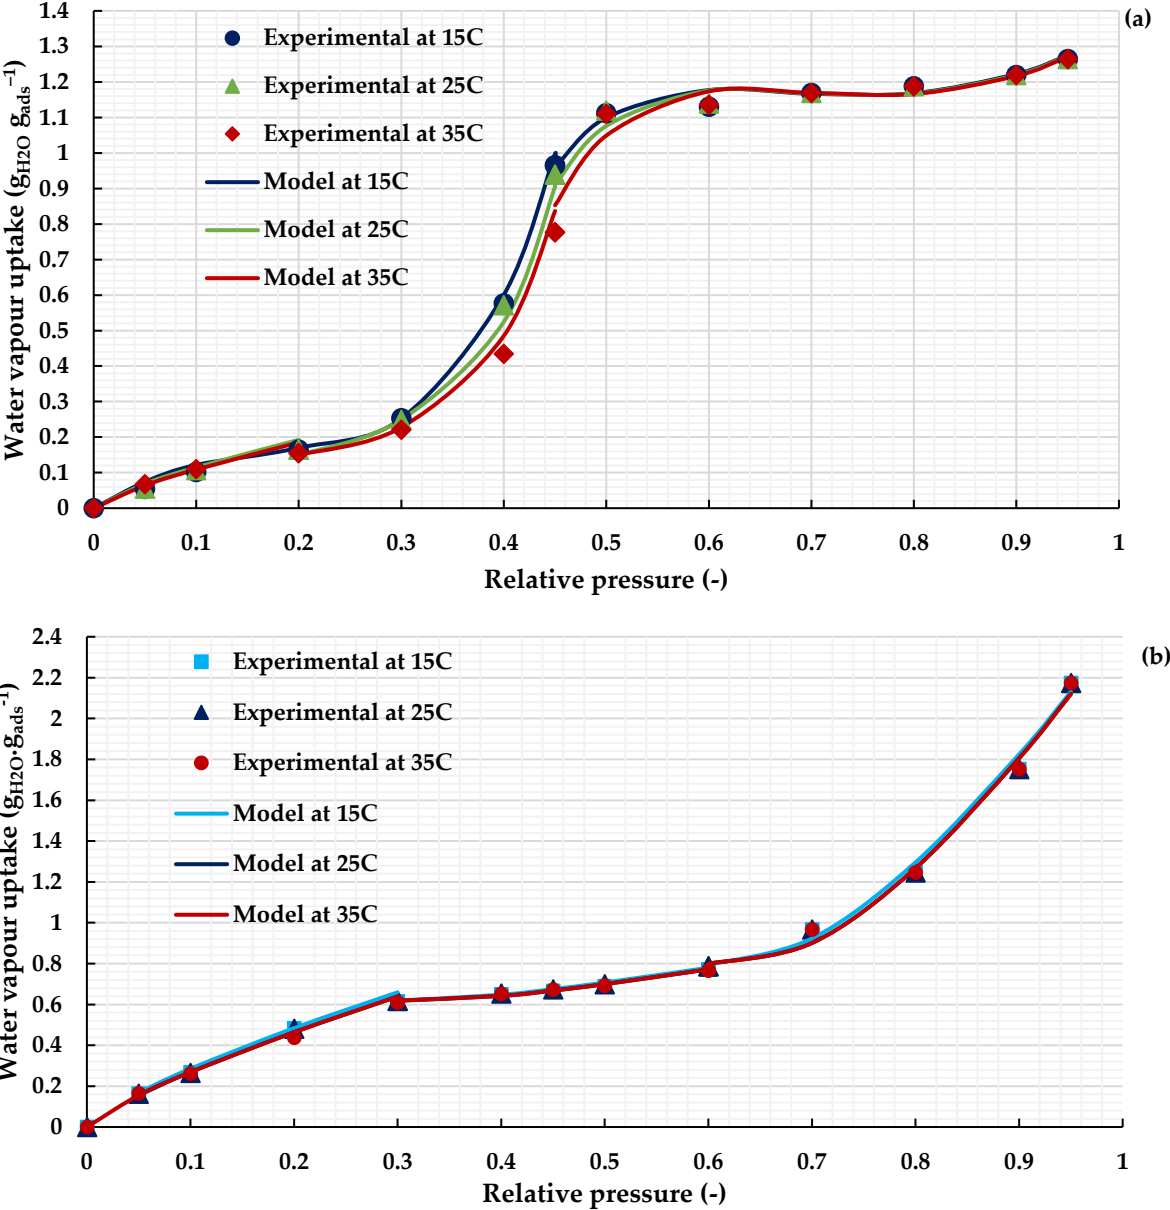 (a)
Water vapour uptake (gH2O gads−1)
1.4
1.3
1.2
1.1
1
0.9
0.8
0.7
0.6
0.5
0.4
0.3
0.2
0.1
0
Experimental at 15C
Experimental at 25C
Experimental at 35C
Model at 15C
Model at 25C
Model at 35C
0 0.1 0.2 0.3 0.4 0.5 0.6 0.7 0.8 0.9 1
Relative pressure (-)
(b)
Water vapour uptake (gH2O·gads-1)
2.4
2.2
2
1.8
1.6
1.4
1.2
1
0.8
0.6
0.4
0.2
0
Experimental at 15C
Experimental at 25C
Experimental at 35C
Model at 15C
Model at 25C
Model at 35C
0 0.1 0.2 0.3 0.4 0.5 0.6 0.7 0.8 0.9 1
Relative pressure (-)